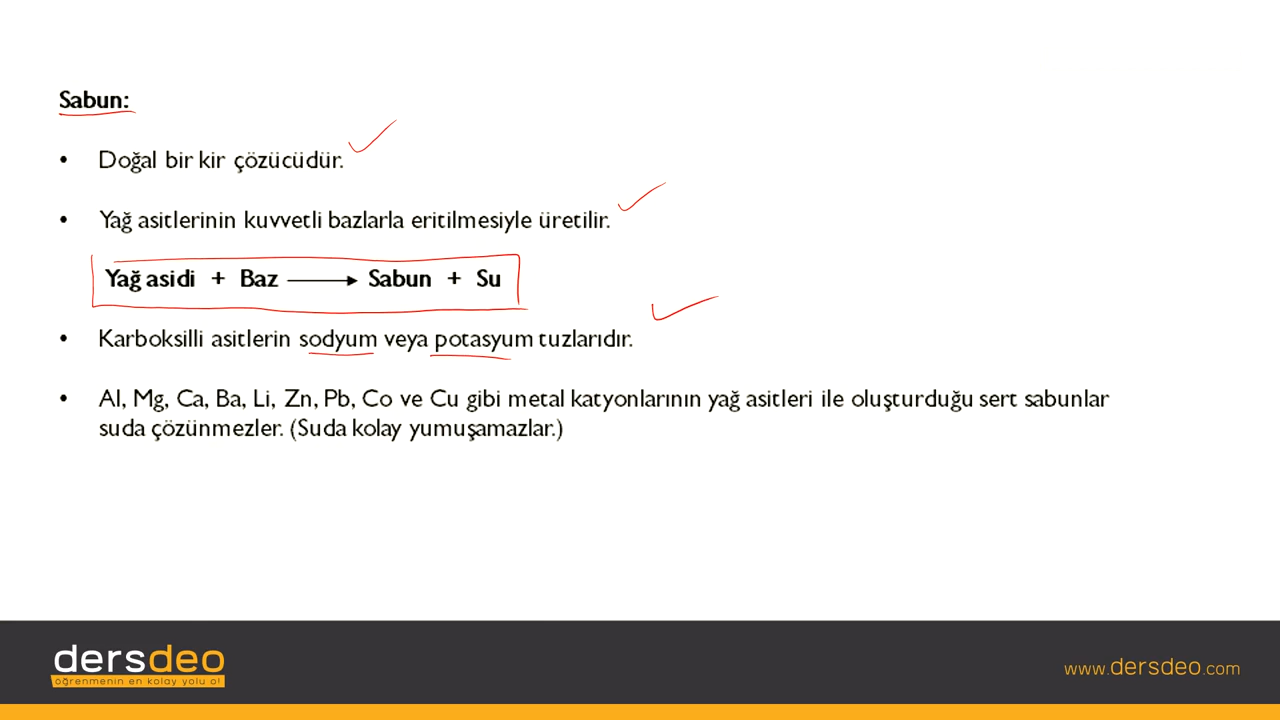 Sabun:
• Doğal bir kir çözücüdür.
• Yağ asitlerinin kuvvetli bazlarla eritilmesiyle üretilir.
Yağ asidi + Baz ⟶ Sabun + Su
• Karboksilli asitlerin sodyum veya potasyum tuzlarıdır.
• Al, Mg, Ca, Ba, Li, Zn, Pb, Co ve Cu gibi metal katyonlarının yağ asitleri ile oluşturduğu sert sabunlar
suda çözünmezler. (Suda kolay yumuşamazlar.)
dersdeo
öğrenmenin en kolay yolu o!
www.dersdeo.com